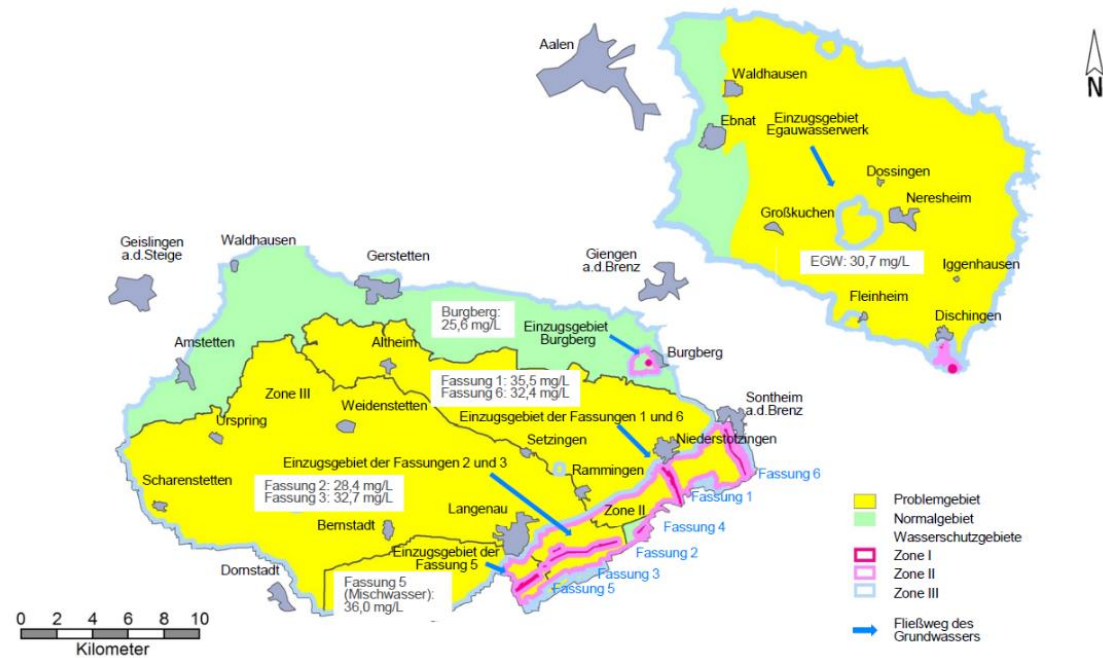 Aalen
Waldhausen
Ebnat
Einzugsgebiet
Egauwasserwerk
N
Dossingen
Neresheim
Großkuchen
EGW: 30,7 mg/L
Iggenhausen
Fleinheim
Dischingen
Geislingen
a.d.Steige
Waldhausen
Gerstetten
Giengen
a.d.Brenz
Burgberg:
25,6 mg/L
Einzugsgebiet
Burgberg
Burgberg
Amstetten
Altheim
Zone III
Fassung 1: 35,5 mg/L
Fassung 6: 32,4 mg/L
Weidenstetten
Urspring
Einzugsgebiet der Fassungen 1 und 6
Sontheim
a.d.Brenz
Setzingen
Niederstotzingen
Einzugsgebiet der Fassungen 2 und 3
Rammingen
Fassung 6
Scharenstetten
Fassung 2: 28,4 mg/L
Fassung 3: 32,7 mg/L
Fassung 1
Langenau
Zone II
Bernstadt
Fassung 4
Fassung 2
Einzugsgebiet der
Fassung 5
Fassung 3
Dornstadt
Fassung 5
(Mischwasser):
36,0 mg/L
Fassung 5
Problemgebiet
Normalgebiet
Wasserschutzgebiete
Zone I
Zone II
Zone III
Fließweg des
Grundwassers
0 2 4 6 8 10
Kilometer